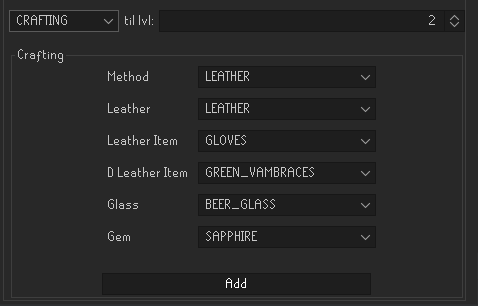 CRAFTING til lvl: 2
Crafting
Method LEATHER
Leather LEATHER
Leather Item GLOVES
D Leather Item GREEN_VAMBRACES
Glass BEER_GLASS
Gem SAPPHIRE
Add